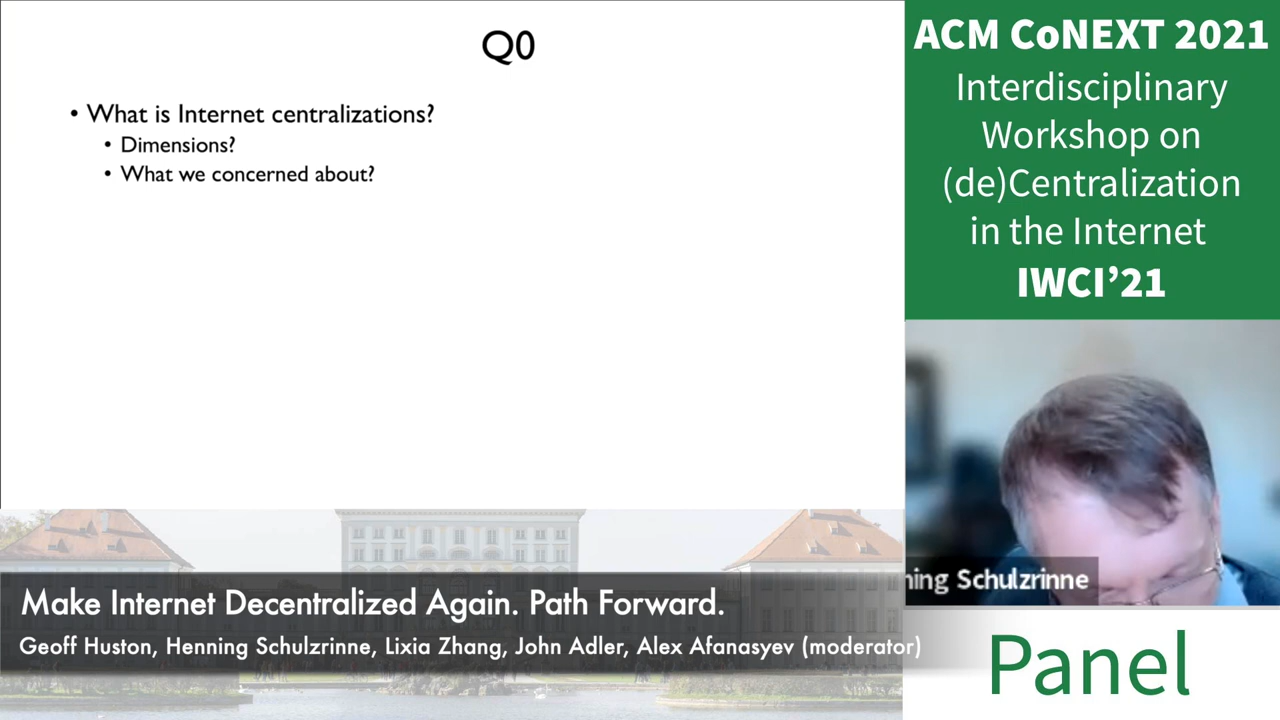 Q0
• What is Internet centralizations?
• Dimensions?
• What we concerned about?
ACM CoNEXT 2021
Interdisciplinary
Workshop on
(de)Centralization
in the Internet
IWCI’21
ning Schulzrinne
Make Internet Decentralized Again. Path Forward.
Geoff Huston, Henning Schulzrinne, Lixia Zhang, John Adler, Alex Afanasyev (moderator)
Panel